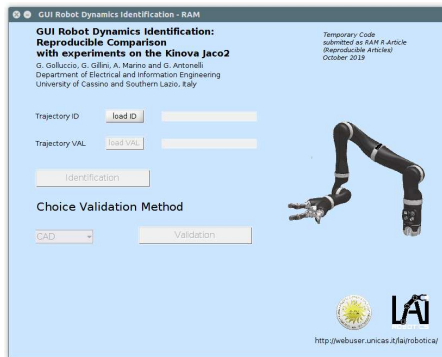 GUI Robot Dynamics Identification - RAM
GUI Robot Dynamics Identification:
Reproducible Comparison
with experiments on the Kinova Jaco2
G. Golluccio, G. Gillini, A. Marino and G. Antonelli
Department of Electrical and Information Engineering
University of Cassino and Southern Lazio, Italy
Temporary Code
submitted as RAM R-Article
(Reproducible Articles)
October 2019
Trajectory ID
load ID
Trajectory VAL
load VAL
Identification
Choice Validation Method
CAD
Validation
LAI
ROBOTICS
http://webuser.unicas.it/lai/robotica/